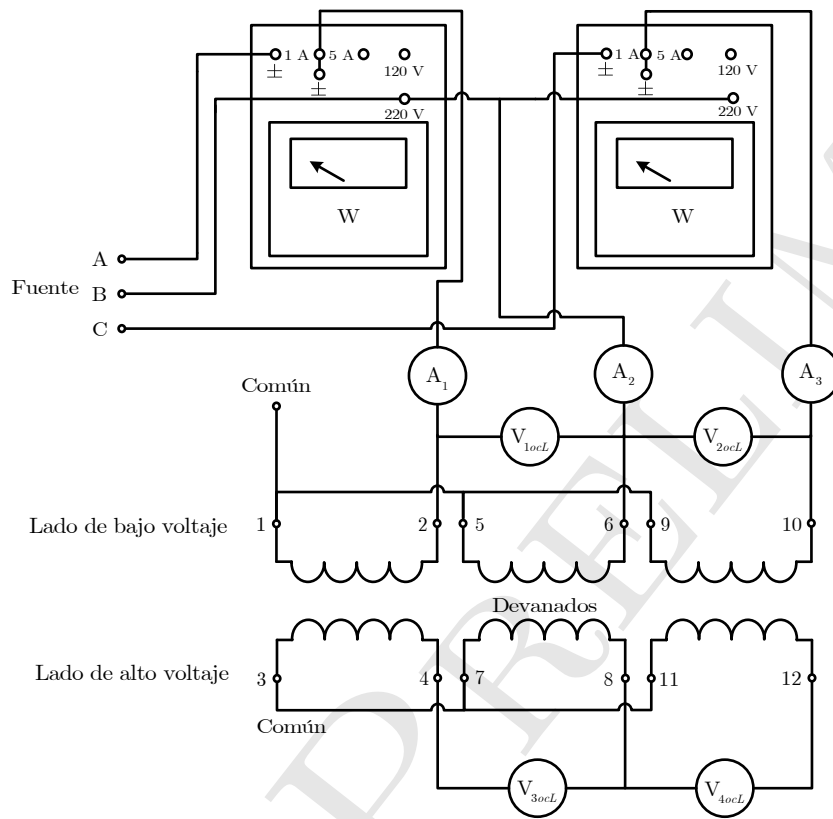 1 A 5 A 1 A 5 A
± 120 V ± 120 V
± ±
220 V 220 V
W W
A
Fuente B
C
A1 A2 A3
Común
V1ocL V2ocL
Lado de bajo voltaje 1 2 5 6 9 10
Devanados
Lado de alto voltaje 3 4 7 8 11 12
Común
V3ocL V4ocL